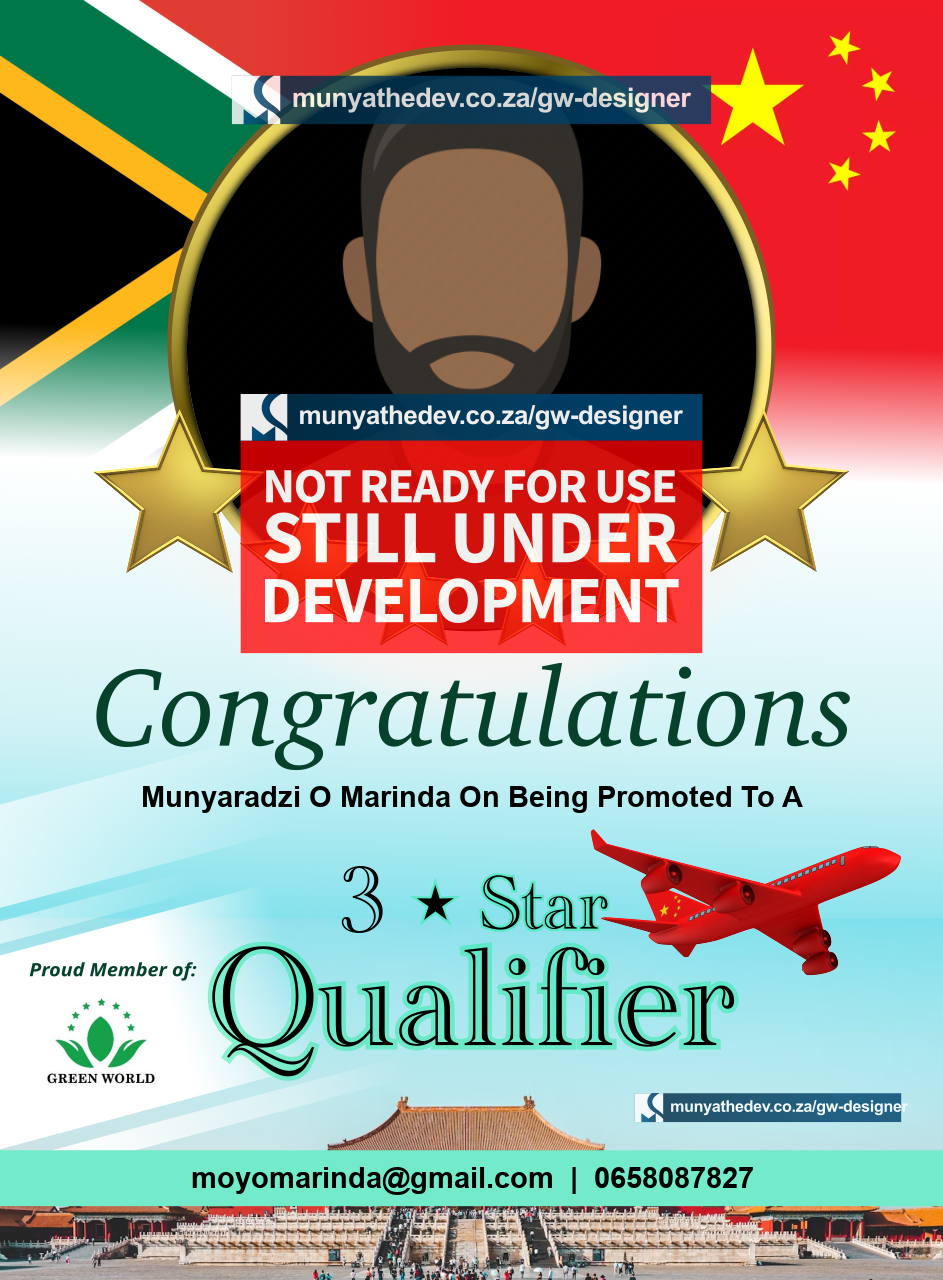 munyathedev.co.za/gw-designer
munyathedev.co.za/gw-designer
NOT READY FOR USE
STILL UNDER
DEVELOPMENT
Congratulations
Munyaradzi O Marinda On Being Promoted To A
3 ★ Star
Qualifier
Proud Member of:
GREEN WORLD
munyathedev.co.za/gw-designer
moyomarinda@gmail.com | 0658087827